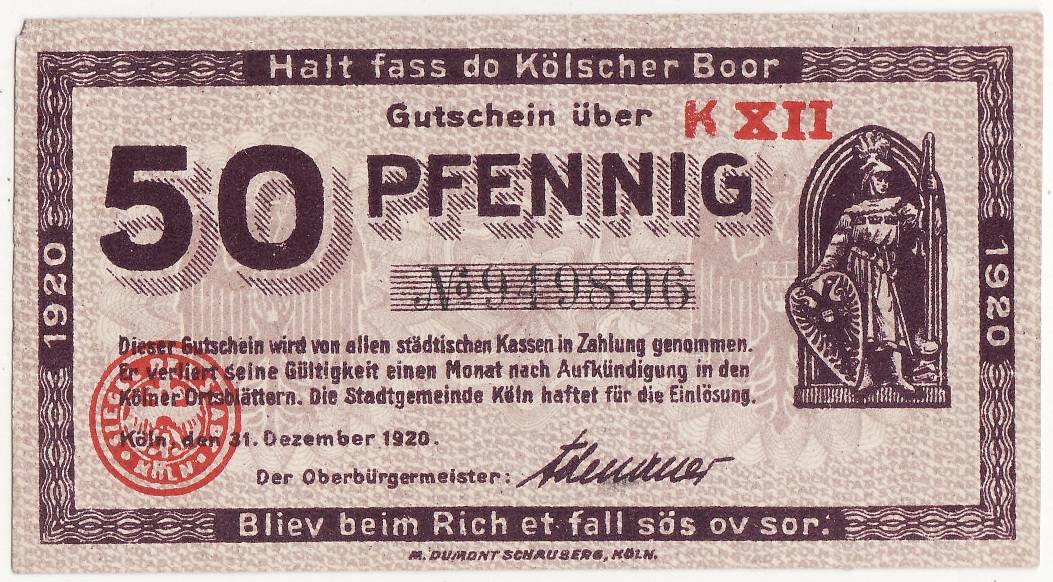 Halt fass do Kölscher Boor
Gutschein über K XII
50 PFENNIG
1920
1920
№ 949896
Dieser Gutschein wird von allen städtischen Kassen in Zahlung genommen.
Er verliert seine Gültigkeit einen Monat nach Aufkündigung in den
Kölner Ortsblättern. Die Stadtgemeinde Köln haftet für die Einlösung.
Köln, den 31. Dezember 1920.
Der Oberbürgermeister: Adenauer
KÖLN
Bliev beim Rich et fall sös ov sor:
M. DUMONT SCHAUBERG, KÖLN.